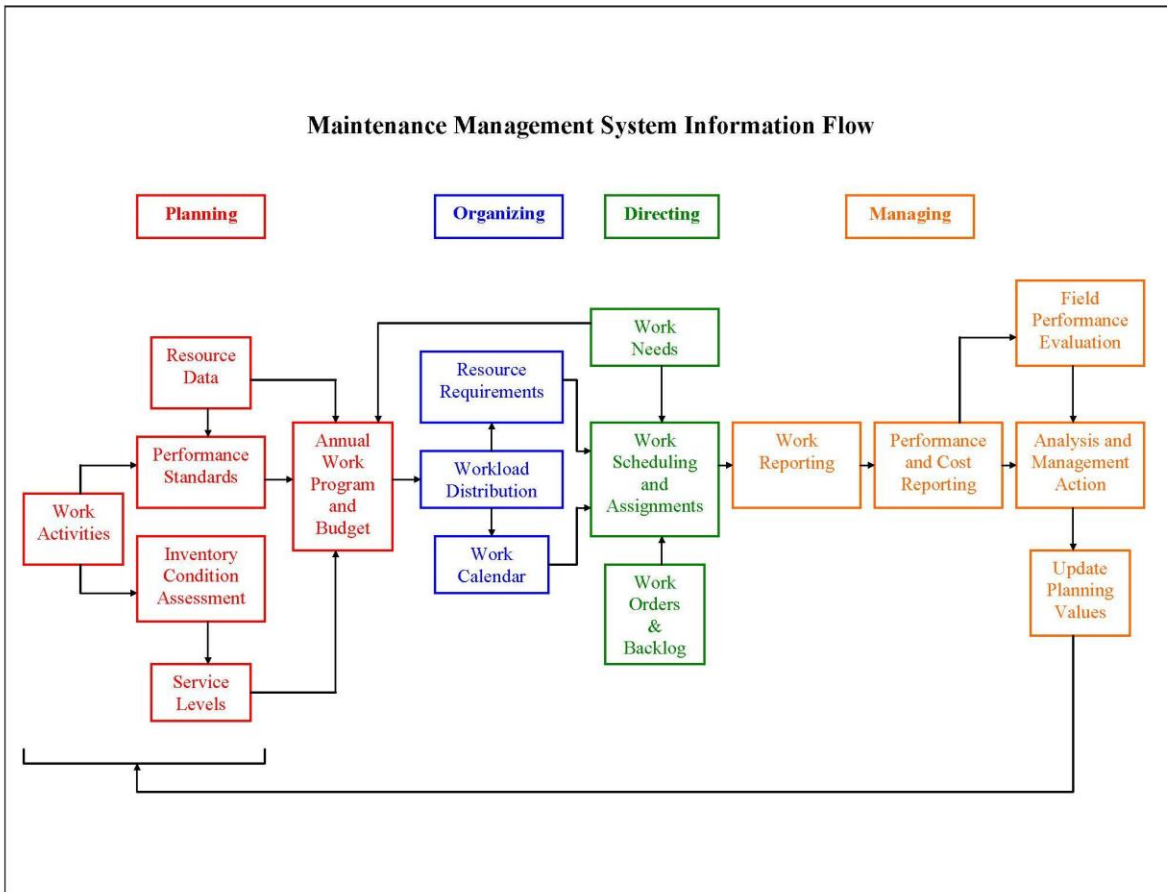 Maintenance Management System Information Flow
Planning
Organizing
Directing
Managing
Work
Activities
Resource
Data
Performance
Standards
Inventory
Condition
Assessment
Service
Levels
Annual
Work
Program
and
Budget
Resource
Requirements
Workload
Distribution
Work
Calendar
Work
Needs
Work
Scheduling
and
Assignments
Work
Orders
&
Backlog
Work
Reporting
Performance
and Cost
Reporting
Field
Performance
Evaluation
Analysis and
Management
Action
Update
Planning
Values